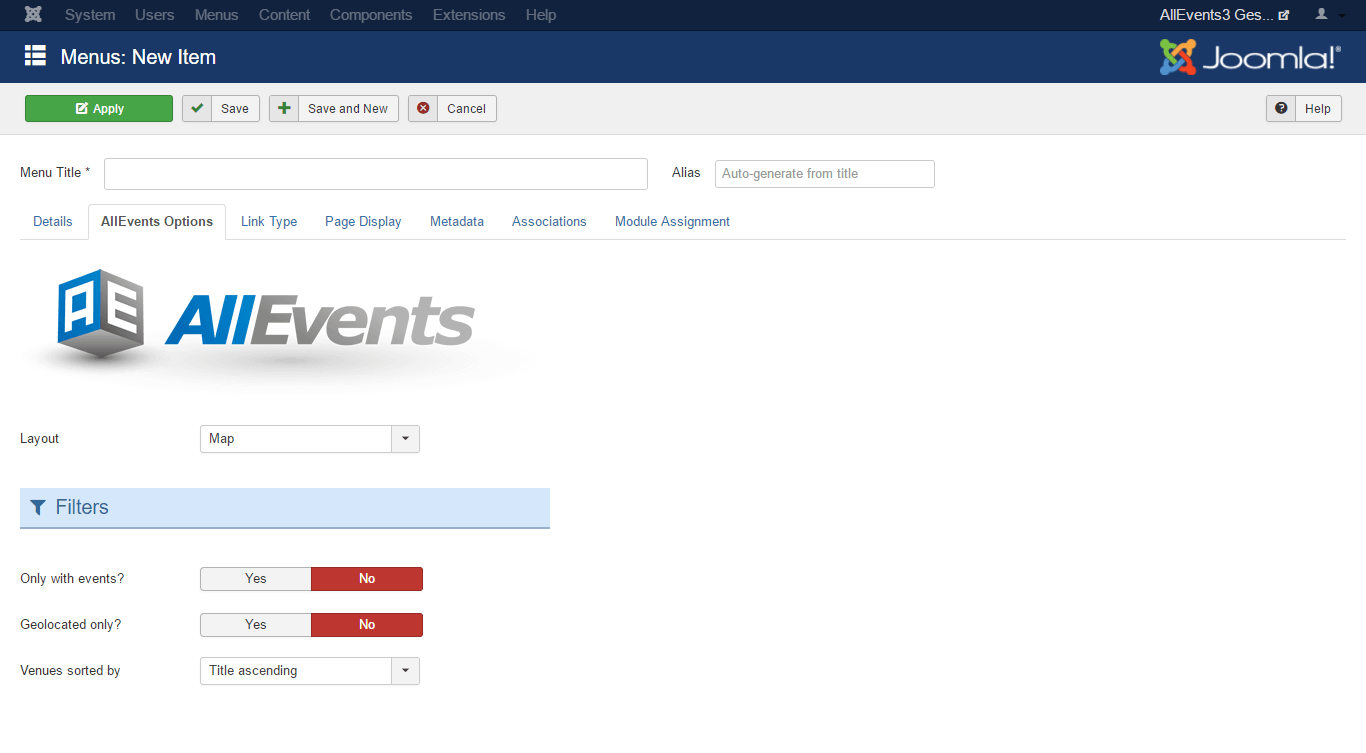 System Users Menus Content Components Extensions Help AllEvents3 Ges...
Menus: New Item Joomla!®
Apply Save Save and New Cancel Help
Menu Title * Alias Auto-generate from title
Details AllEvents Options Link Type Page Display Metadata Associations Module Assignment
AE AllEvents
Layout Map
Filters
Only with events? Yes No
Geolocated only? Yes No
Venues sorted by Title ascending